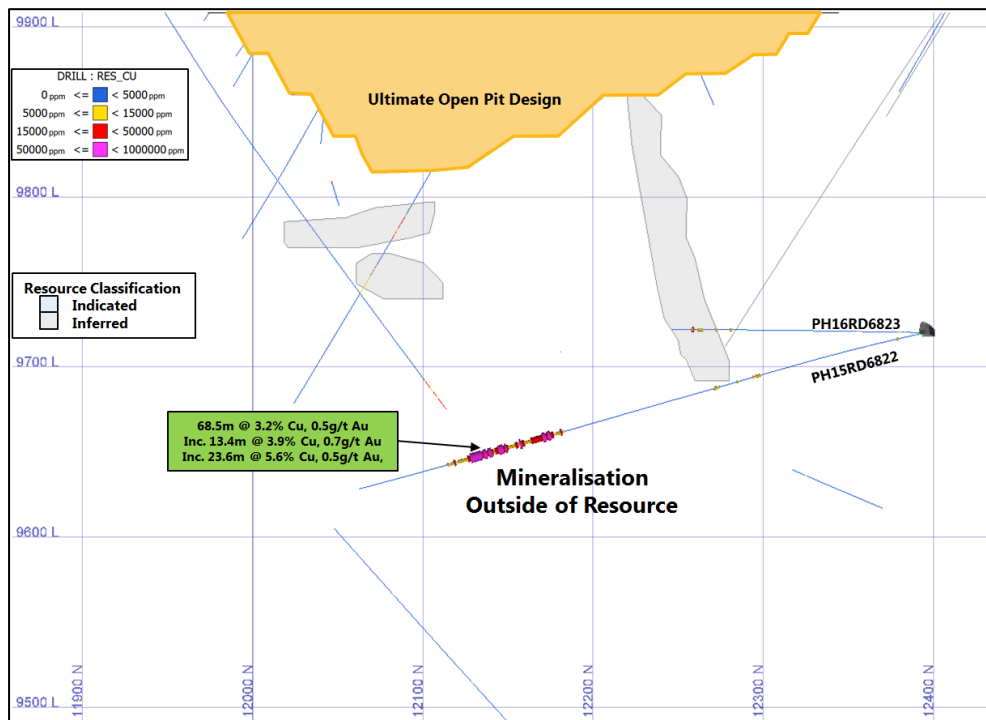 9900 L
DRILL : RES_CU
0 ppm <= < 5000 ppm
5000 ppm <= < 15000 ppm
15000 ppm <= < 50000 ppm
50000 ppm <= < 1000000 ppm
Ultimate Open Pit Design
9800 L
Resource Classification
Indicated
Inferred
PH16RD6823
9700 L
PH15RD6822
68.5m @ 3.2% Cu, 0.5g/t Au
Inc. 13.4m @ 3.9% Cu, 0.7g/t Au
Inc. 23.6m @ 5.6% Cu, 0.5g/t Au,
Mineralisation
Outside of Resource
9600 L
9500 L
11900 N
12000 N
12100 N
12200 N
12300 N
12400 N